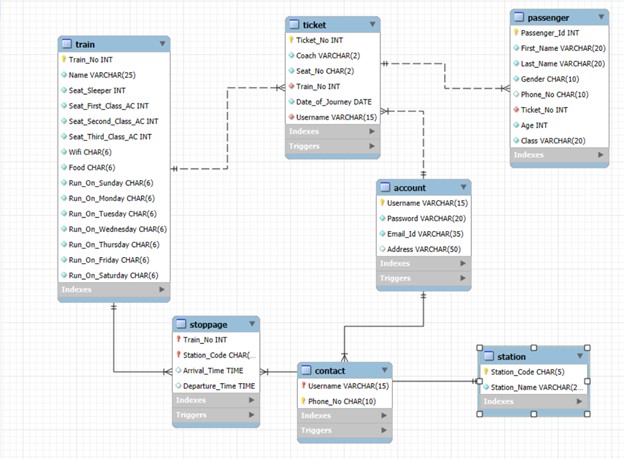 train
Train_No INT
Name VARCHAR(25)
Seat_Sleeper INT
Seat_First_Class_AC INT
Seat_Second_Class_AC INT
Seat_Third_Class_AC INT
Wifi CHAR(6)
Food CHAR(6)
Run_On_Sunday CHAR(6)
Run_On_Monday CHAR(6)
Run_On_Tuesday CHAR(6)
Run_On_Wednesday CHAR(6)
Run_On_Thursday CHAR(6)
Run_On_Friday CHAR(6)
Run_On_Saturday CHAR(6)
Indexes
ticket
Ticket_No INT
Coach VARCHAR(2)
Seat_No CHAR(2)
Train_No INT
Date_of_Journey DATE
Username VARCHAR(15)
Indexes
Triggers
passenger
Passenger_Id INT
First_Name VARCHAR(20)
Last_Name VARCHAR(20)
Gender CHAR(10)
Phone_No CHAR(10)
Ticket_No INT
Age INT
Class VARCHAR(20)
Indexes
account
Username VARCHAR(15)
Password VARCHAR(20)
Email_Id VARCHAR(35)
Address VARCHAR(50)
Indexes
Triggers
stoppage
Train_No INT
Station_Code CHAR(...
Arrival_Time TIME
Departure_Time TIME
Indexes
Triggers
contact
Username VARCHAR(15)
Phone_No CHAR(10)
Indexes
Triggers
station
Station_Code CHAR(5)
Station_Name VARCHAR(2...
Indexes